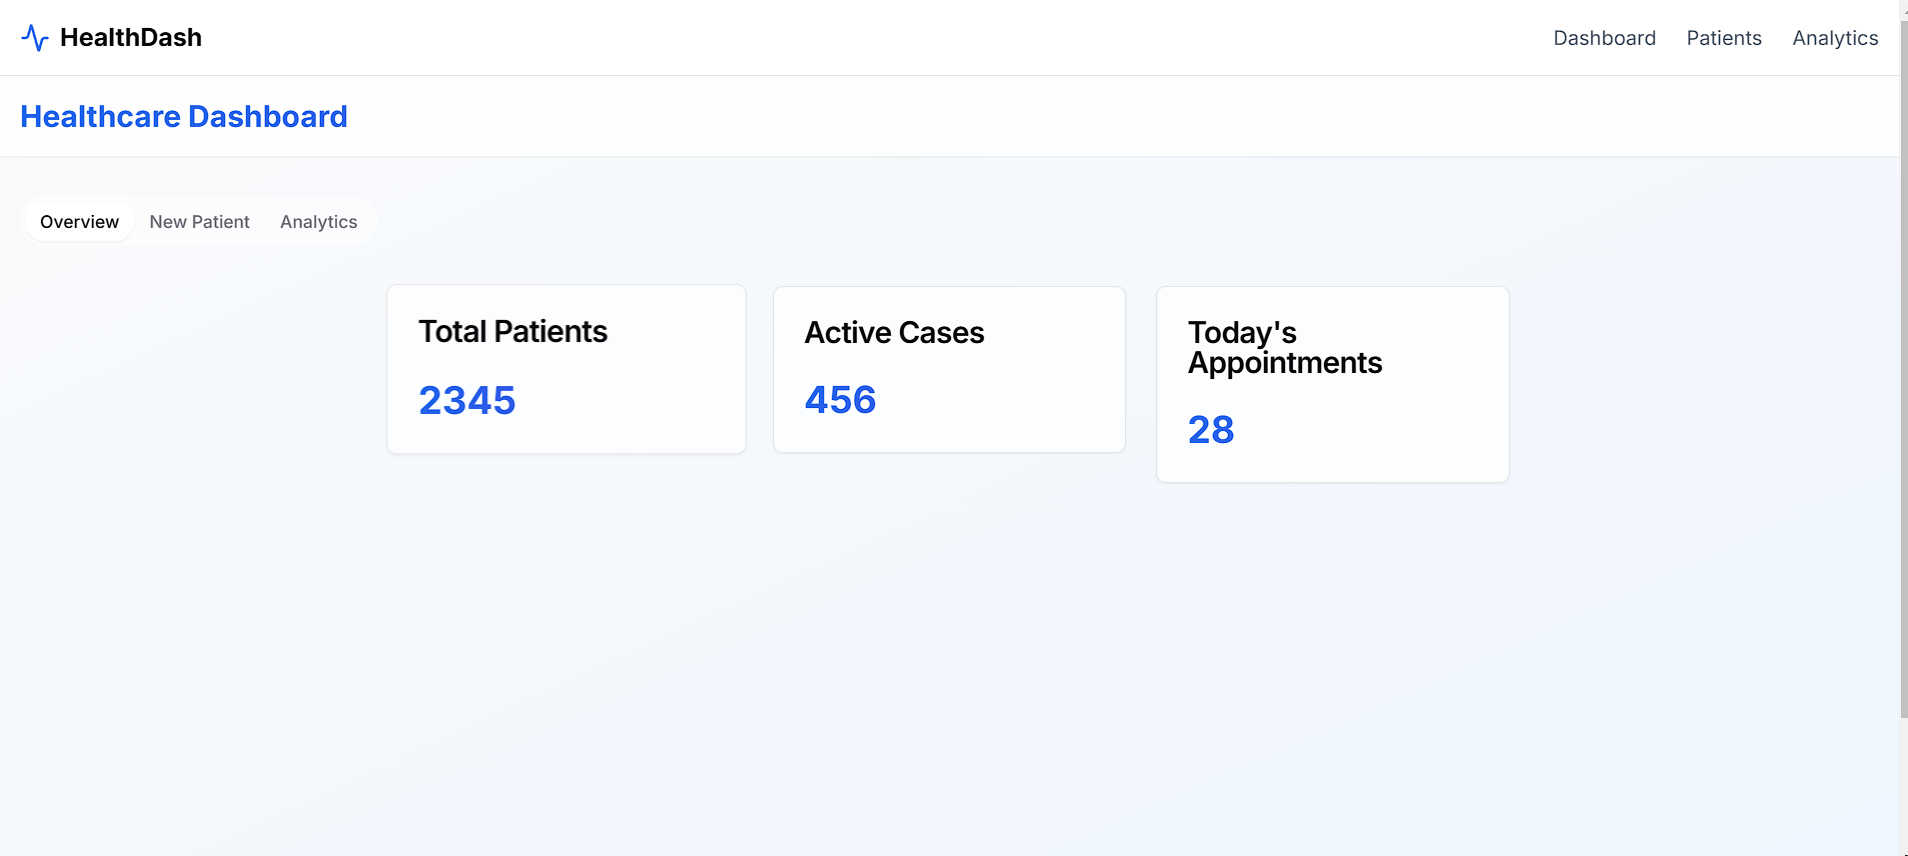 HealthDash
Dashboard Patients Analytics
Healthcare Dashboard
Overview New Patient Analytics
Total Patients
2345
Active Cases
456
Today's
Appointments
28